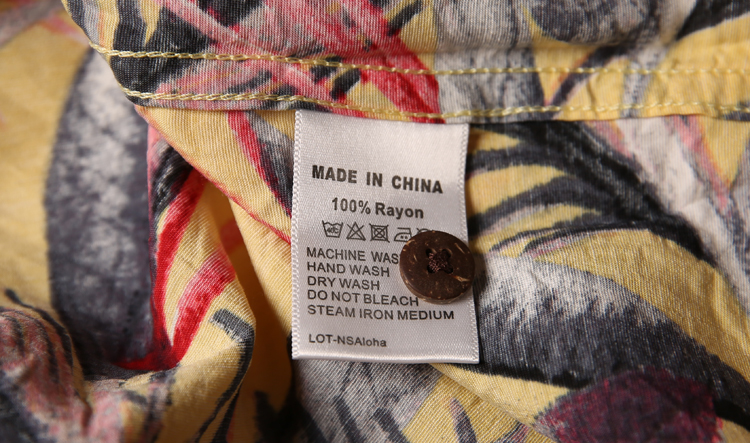 MADE IN CHINA
100% Rayon
MACHINE WAS
HAND WASH
DRY WASH
DO NOT BLEACH
STEAM IRON MEDIUM
LOT-NSAloha